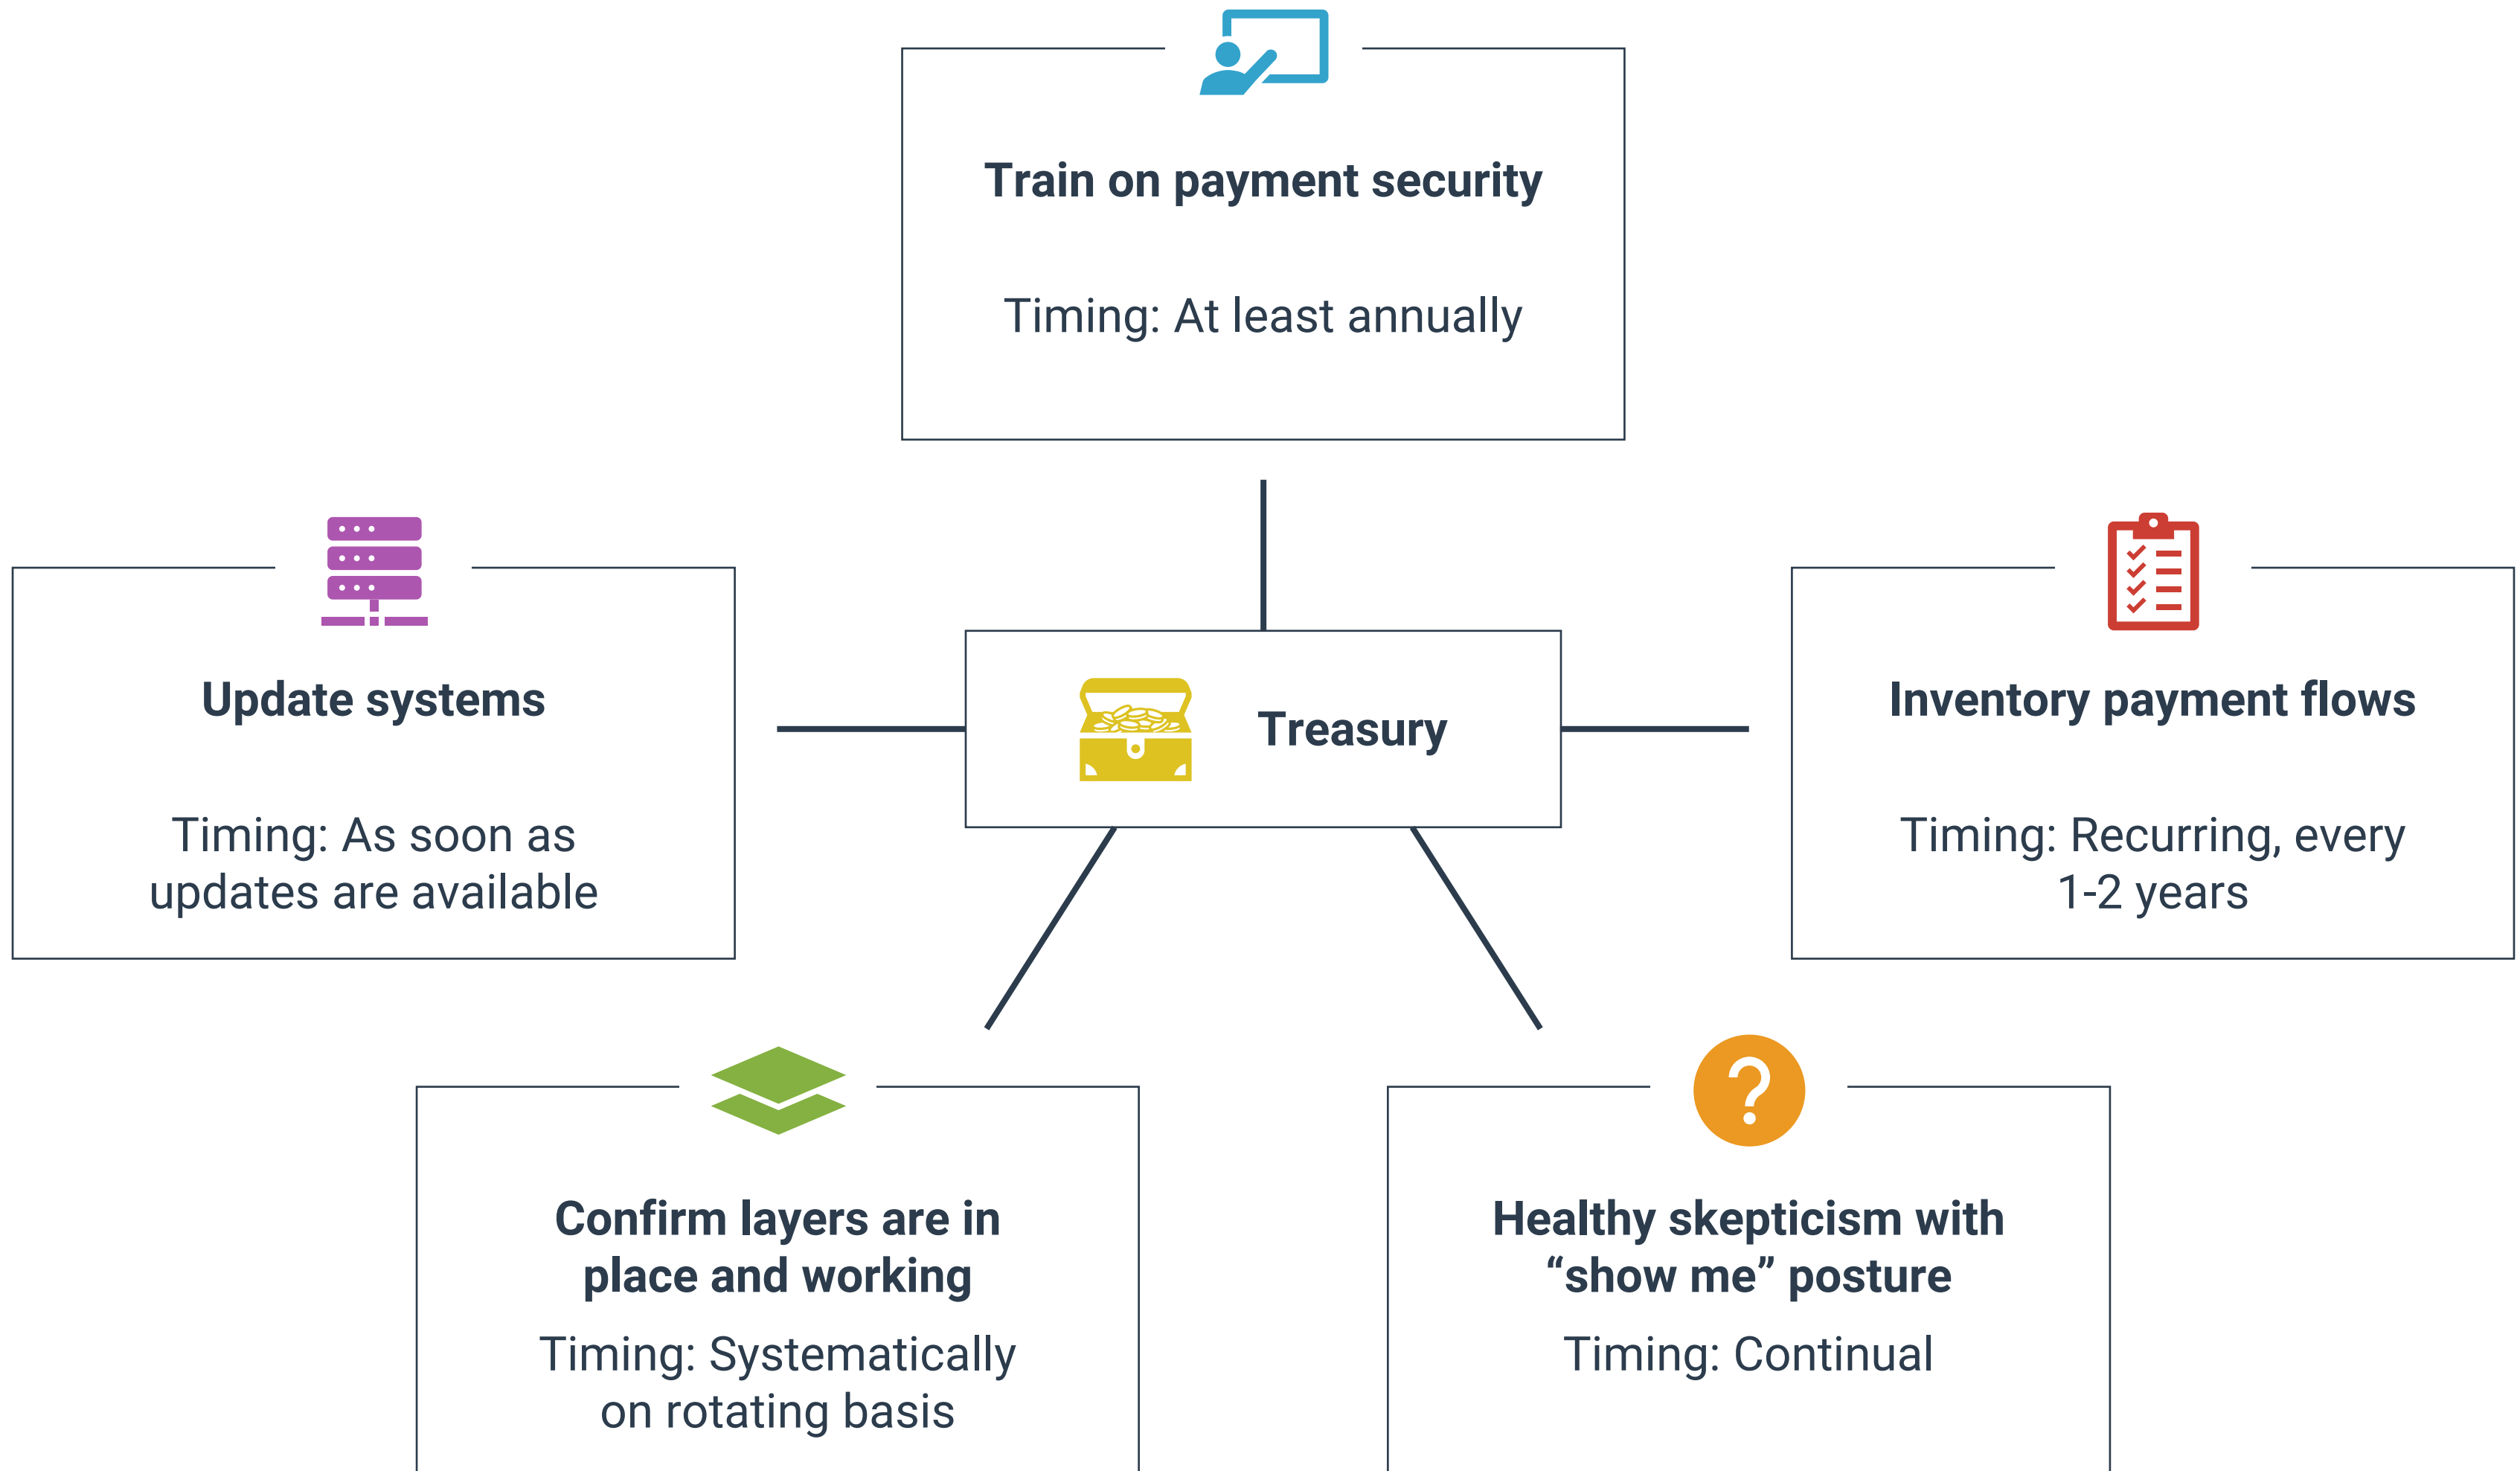 Train on payment security
Timing: At least annually
Update systems
Timing: As soon as
updates are available
Treasury
Inventory payment flows
Timing: Recurring, every
1-2 years
Confirm layers are in
place and working
Timing: Systematically
on rotating basis
Healthy skepticism with
“show me” posture
Timing: Continual